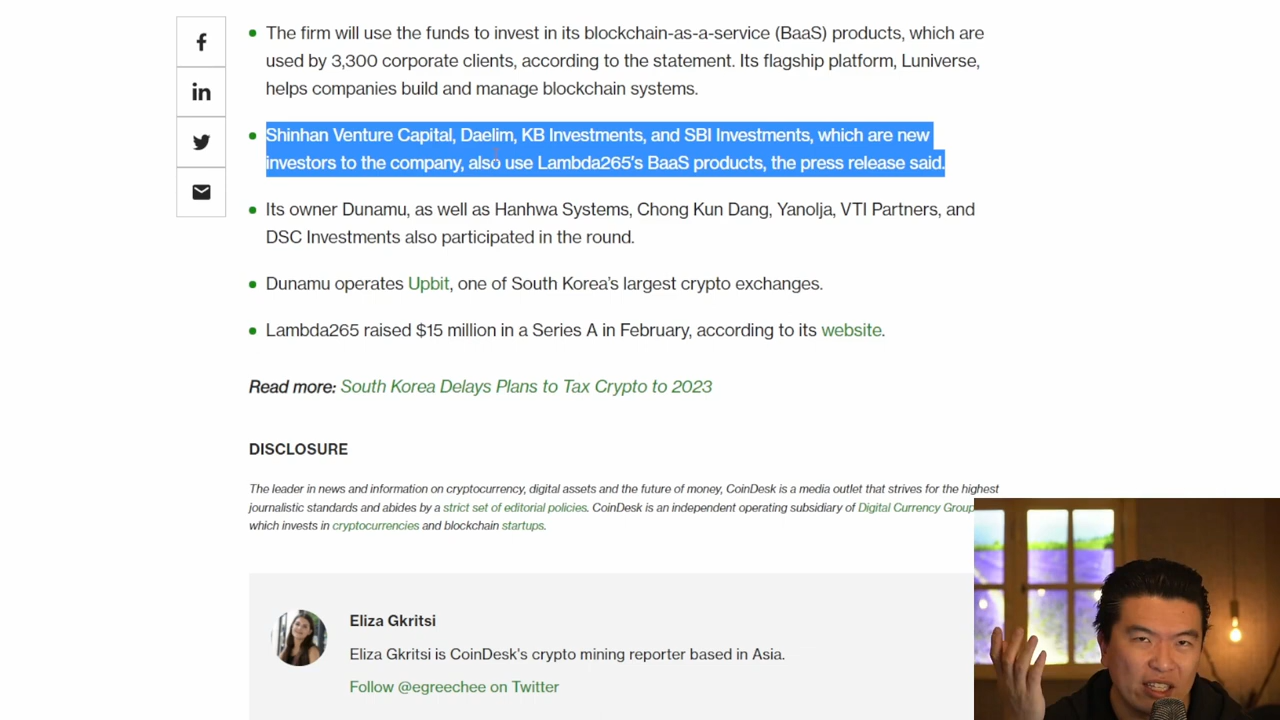 The firm will use the funds to invest in its blockchain-as-a-service (BaaS) products, which are
used by 3,300 corporate clients, according to the statement. Its flagship platform, Luniverse,
helps companies build and manage blockchain systems.
Shinhan Venture Capital, Daelim, KB Investments, and SBI Investments, which are new
investors to the company, also use Lambda265's BaaS products, the press release said.
Its owner Dunamu, as well as Hanhwa Systems, Chong Kun Dang, Yanolja, VTI Partners, and
DSC Investments also participated in the round.
Dunamu operates Upbit, one of South Korea's largest crypto exchanges.
Lambda265 raised $15 million in a Series A in February, according to its website.
Read more: South Korea Delays Plans to Tax Crypto to 2023
DISCLOSURE
The leader in news and information on cryptocurrency, digital assets and the future of money, CoinDesk is a media outlet that strives for the highest
journalistic standards and abides by a strict set of editorial policies. CoinDesk is an independent operating subsidiary of Digital Currency Group
which invests in cryptocurrencies and blockchain startups.
Eliza Gkritsi
Eliza Gkritsi is CoinDesk's crypto mining reporter based in Asia.
Follow @egreechee on Twitter